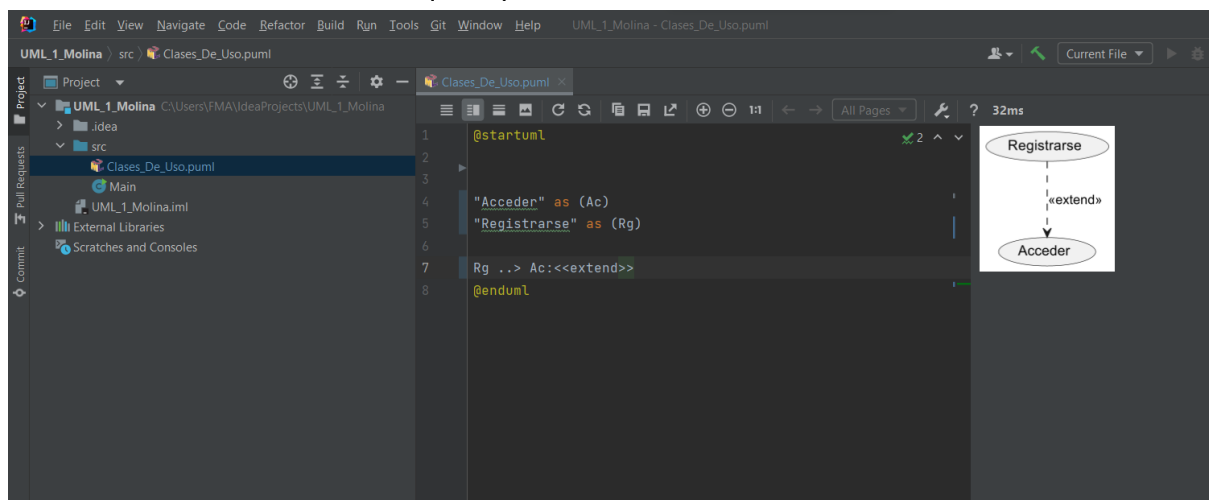 File Edit View Navigate Code Refactor Build Run Tools Git Window Help UML_1_Molina - Clases_De_Uso.puml
UML_1_Molina src Clases_De_Uso.puml Current File
Project Clases_De_Uso.puml
Project
UML_1_Molina C:\Users\FMA\IdeaProjects\UML_1_Molina
.idea
src
Clases_De_Uso.puml
Main
UML_1_Molina.iml
External Libraries
Scratches and Consoles
Pull Requests
Commit
1:1 All Pages ? 32ms
1 @startuml 2
2
3
4 "Acceder" as (Ac)
5 "Registrarse" as (Rg)
6
7 Rg ..> Ac:<<extend>>
8 @enduml
Registrarse
«extend»
Acceder